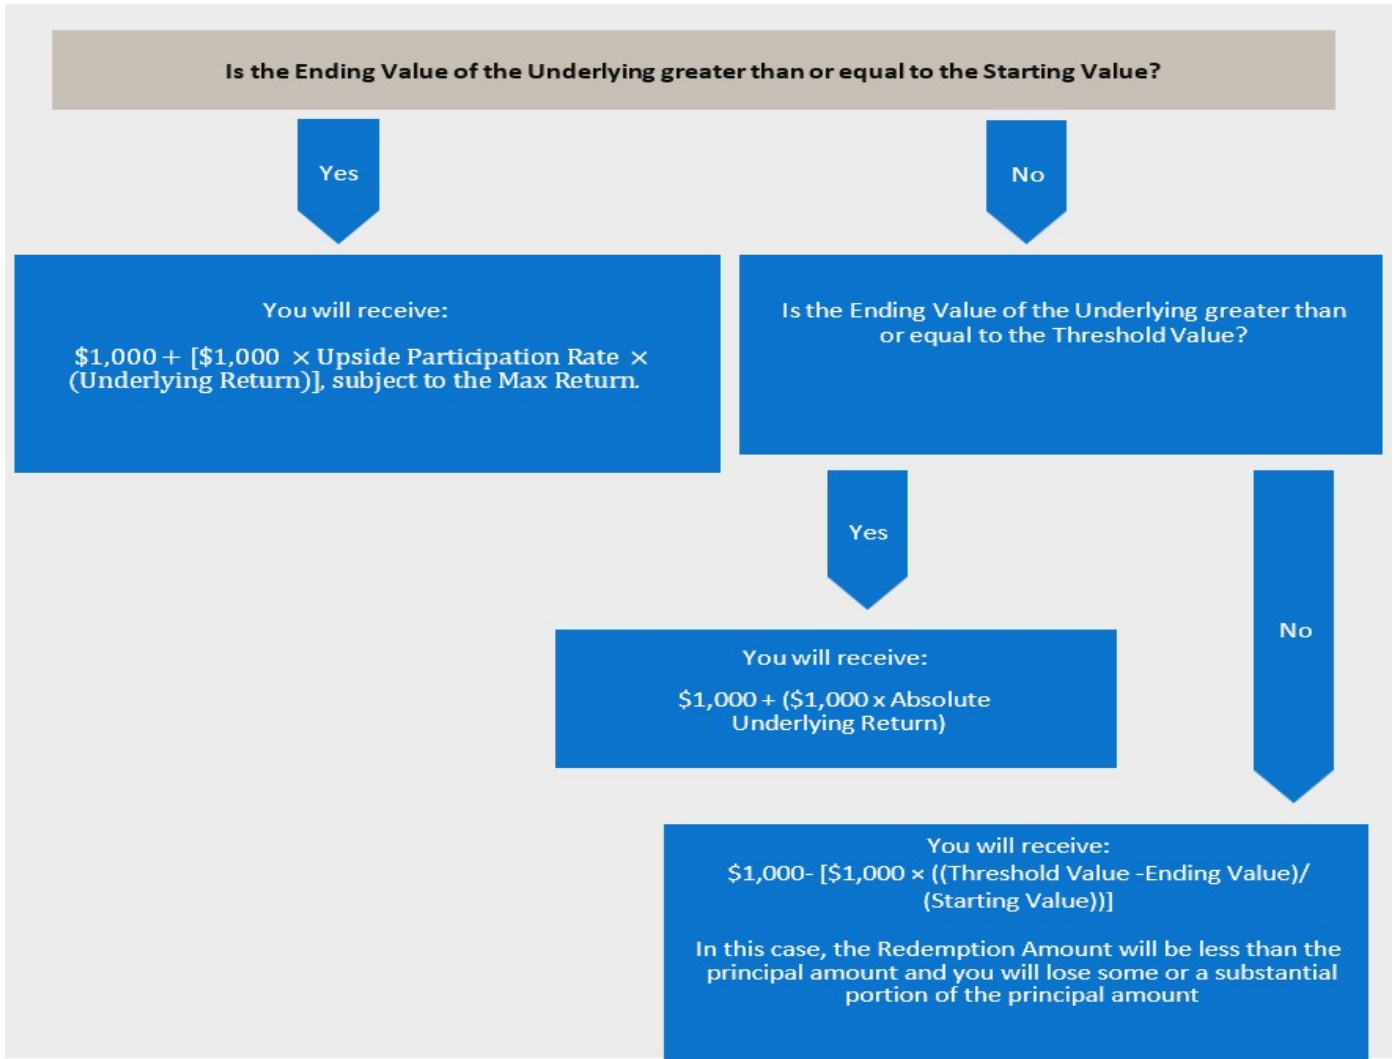 Is the Ending Value of the Underlying greater than or equal to the Starting Value?
Yes
No
You will receive:
$1,000 + [$1,000 × Upside Participation Rate ×
(Underlying Return)], subject to the Max Return.
Is the Ending Value of the Underlying greater than
or equal to the Threshold Value?
Yes
No
You will receive:
$1,000 + ($1,000 x Absolute
Underlying Return)
You will receive:
$1,000- [$1,000 × ((Threshold Value -Ending Value)/
(Starting Value))]
In this case, the Redemption Amount will be less than the
principal amount and you will lose some or a substantial
portion of the principal amount